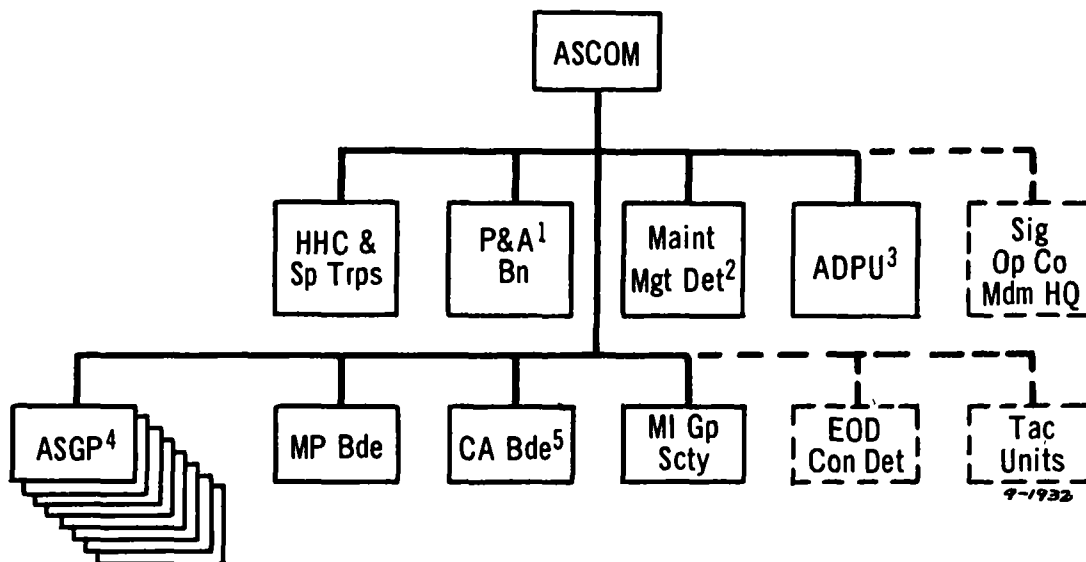 ASCOM
HHC &
Sp Trps
P&A¹
Bn
Maint
Mgt Det²
ADPU³
Sig
Op Co
Mdm HQ
ASGP⁴
MP Bde
CA Bde⁵
MI Gp
Scty
EOD
Con Det
Tac
Units
9-1932